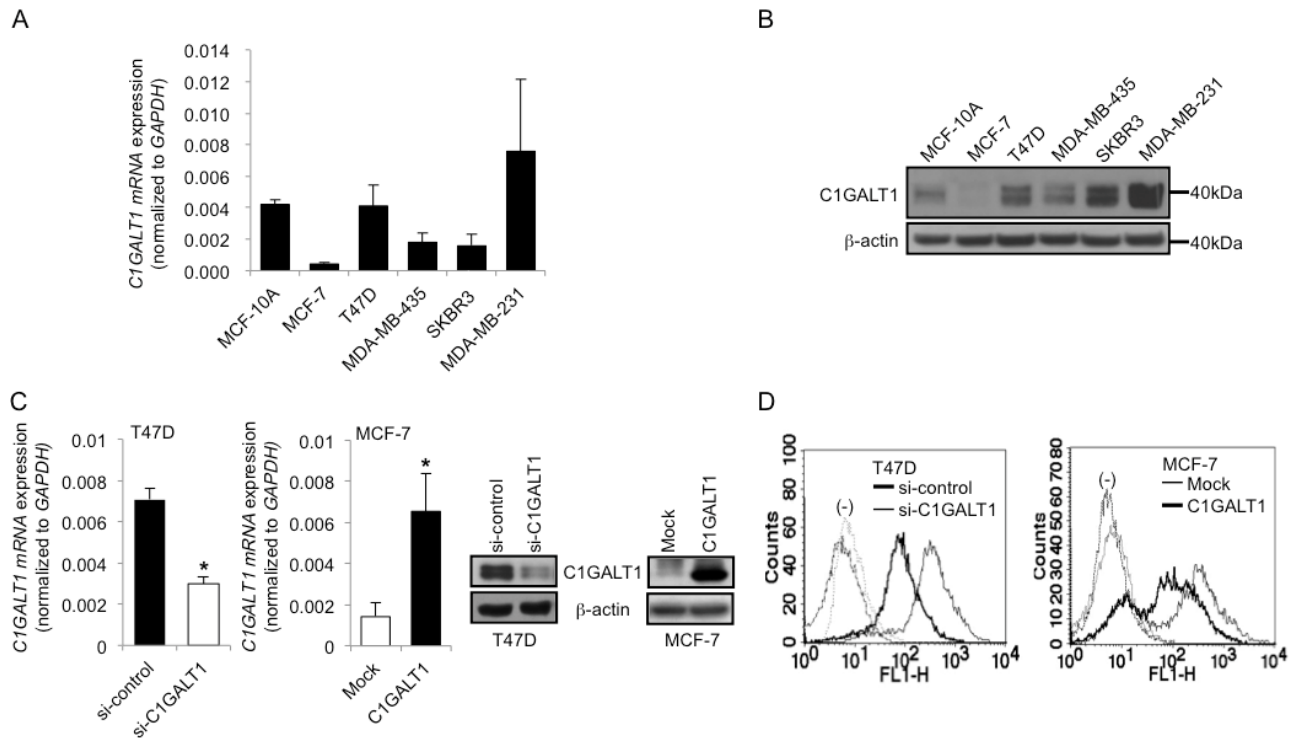 A
C1GALT1 mRNA expression
(normalized to GAPDH)
0.014
0.012
0.010
0.008
0.006
0.004
0.002
0.000
MCF-10A
MCF-7
T47D
MDA-MB-435
SKBR3
MDA-MB-231
B
MCF-10A
MCF-7
T47D
MDA-MB-435
SKBR3
MDA-MB-231
C1GALT1
40kDa
β-actin
40kDa
C
C1GALT1 mRNA expression
(normalized to GAPDH)
T47D
0.01
0.008
0.006
0.004
0.002
0
*
si-control
si-C1GALT1
C1GALT1 mRNA expression
(normalized to GAPDH)
MCF-7
0.01
0.008
0.006
0.004
0.002
0
*
Mock
C1GALT1
si-control
si-C1GALT1
C1GALT1
β-actin
T47D
Mock
C1GALT1
MCF-7
D
Counts
100
80
60
40
20
0
T47D
si-control
si-C1GALT1
(-)
10⁰ 10¹ 10² 10³ 10⁴
FL1-H
Counts
80
70
60
50
40
30
20
10
0
MCF-7
Mock
C1GALT1
(-)
10⁰ 10¹ 10² 10³ 10⁴
FL1-H